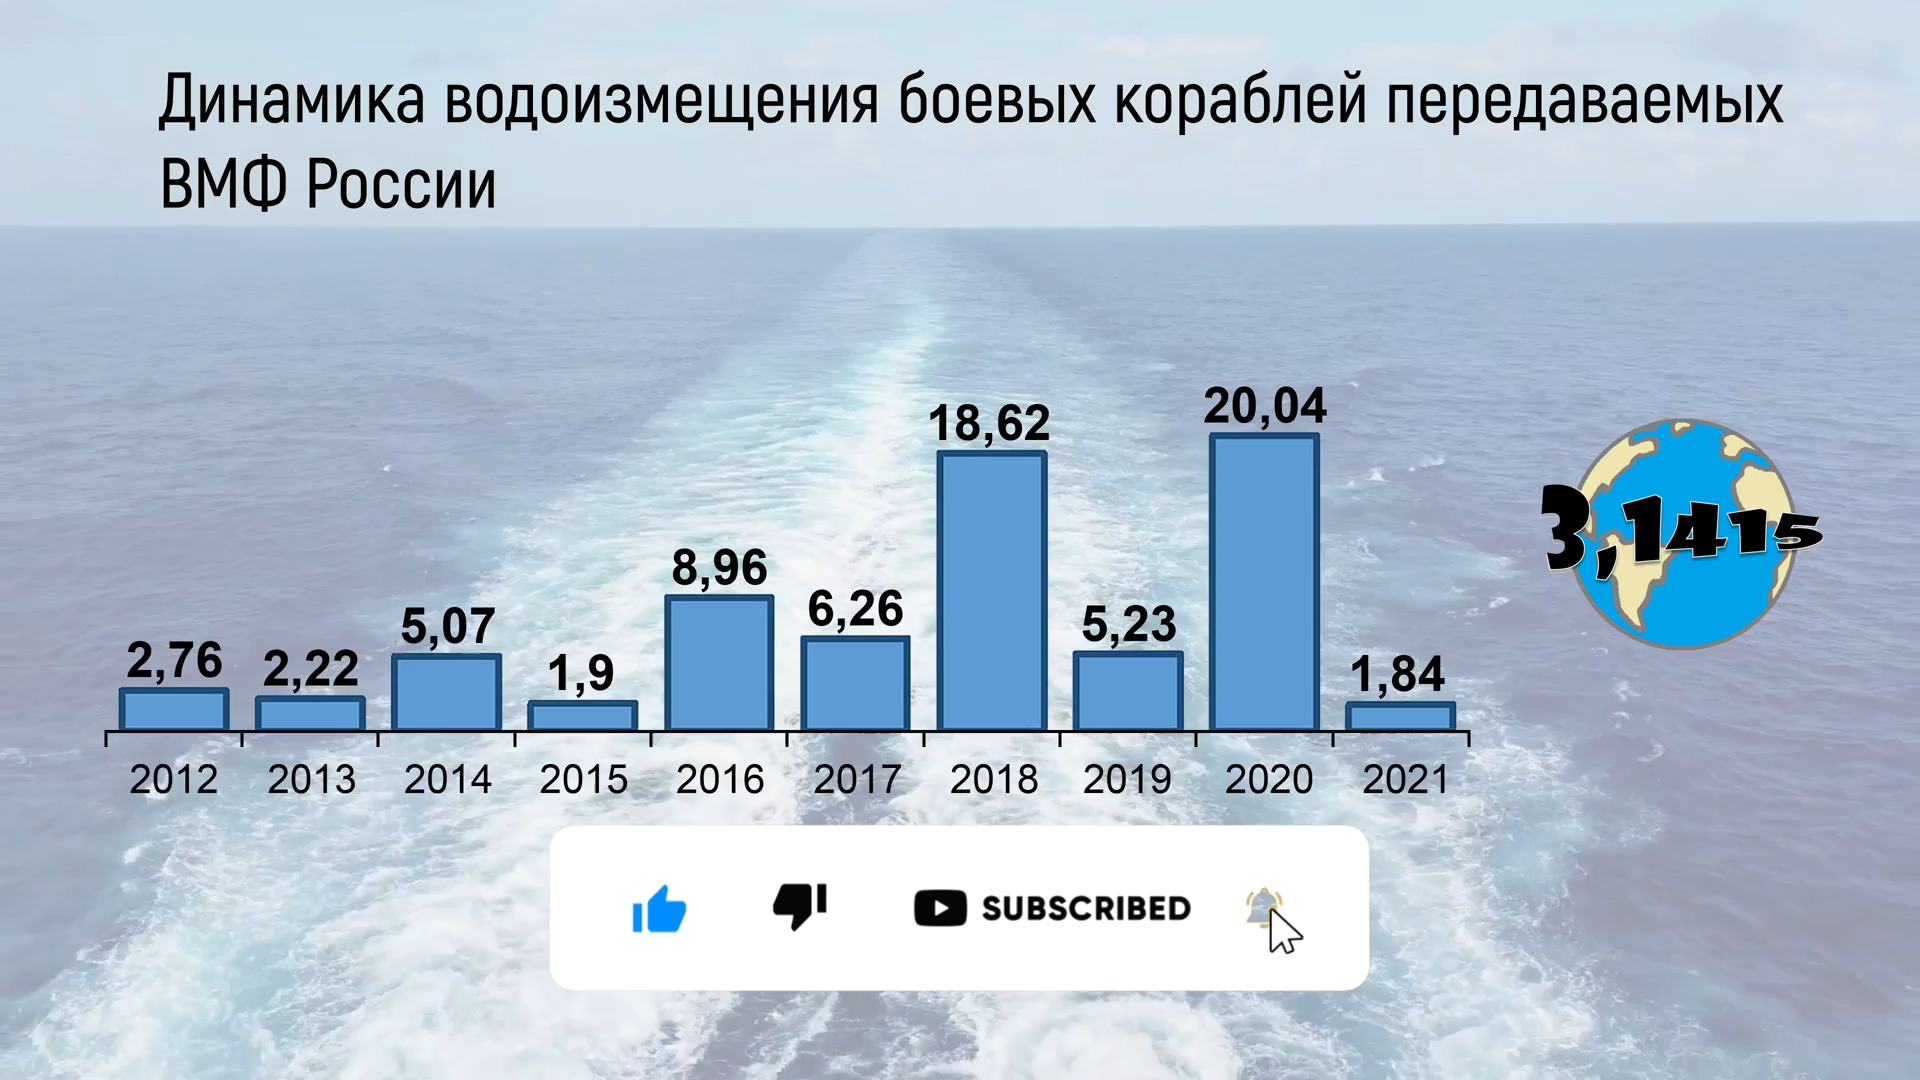 Динамика водоизмещения боевых кораблей передаваемых
ВМФ России
2,76
2,22
5,07
1,9
8,96
6,26
18,62
5,23
20,04
1,84
2012 2013 2014 2015 2016 2017 2018 2019 2020 2021
3,1415
SUBSCRIBED